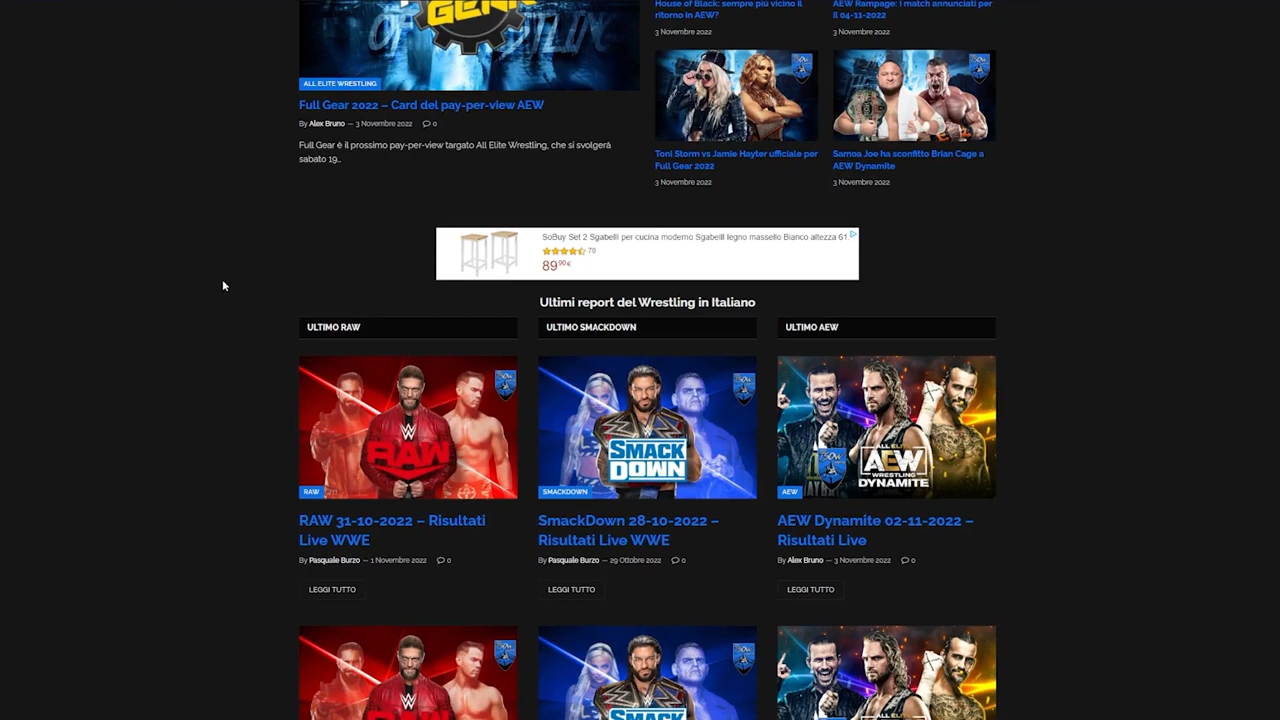 GEAR
House of Black: sempre più vicino il
ritorno in AEW?
3 Novembre 2022
AEW Rampage: i match annunciati per
il 04-11-2022
3 Novembre 2022
ALL ELITE WRESTLING
Full Gear 2022 – Card del pay-per-view AEW
By Alex Bruno — 3 Novembre 2022 0
Full Gear è il prossimo pay-per-view targato All Elite Wrestling, che si svolgerà
sabato 19…
Toni Storm vs Jamie Hayter ufficiale per
Full Gear 2022
3 Novembre 2022
Samoa Joe ha sconfitto Brian Cage a
AEW Dynamite
3 Novembre 2022
SoBuy Set 2 Sgabelli per cucina moderno Sgabelli legno massello Bianco altezza 61
70
89,90 €
Ultimi report del Wrestling in Italiano
ULTIMO RAW
ULTIMO SMACKDOWN
ULTIMO AEW
RAW
RAW
RAW 31-10-2022 – Risultati
Live WWE
By Pasquale Burzo — 1 Novembre 2022 0
LEGGI TUTTO
SMACK
DOWN
SMACKDOWN
SmackDown 28-10-2022 –
Risultati Live WWE
By Pasquale Burzo — 29 Ottobre 2022 0
LEGGI TUTTO
ALL ELITE
AEW
WRESTLING
DYNAMITE
AEW
AEW Dynamite 02-11-2022 –
Risultati Live
By Alex Bruno — 3 Novembre 2022 0
LEGGI TUTTO
RAW
SMACK
AEW